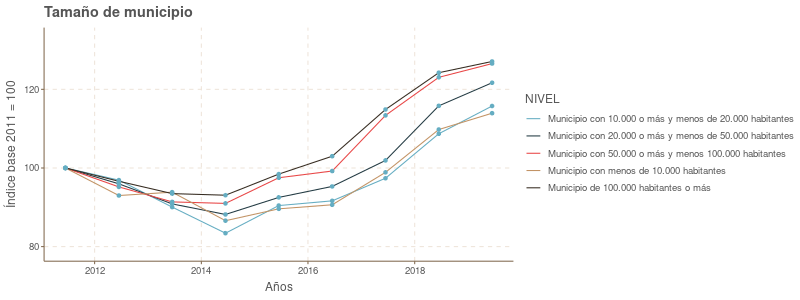 Tamaño de municipio
Índice base 2011 = 100
120
100
80
2012
2014
2016
2018
Años
NIVEL
Municipio con 10.000 o más y menos de 20.000 habitantes
Municipio con 20.000 o más y menos de 50.000 habitantes
Municipio con 50.000 o más y menos 100.000 habitantes
Municipio con menos de 10.000 habitantes
Municipio de 100.000 habitantes o más